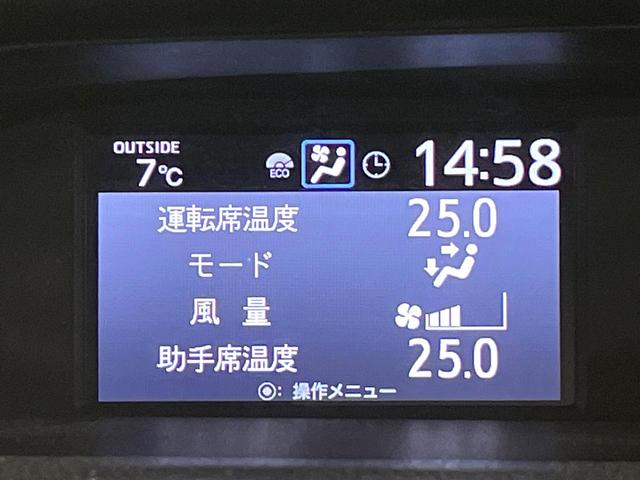 OUTSIDE
7℃ ECO 14:58
運転席温度 25.0
モード
風量
助手席温度 25.0
◉: 操作メニュー